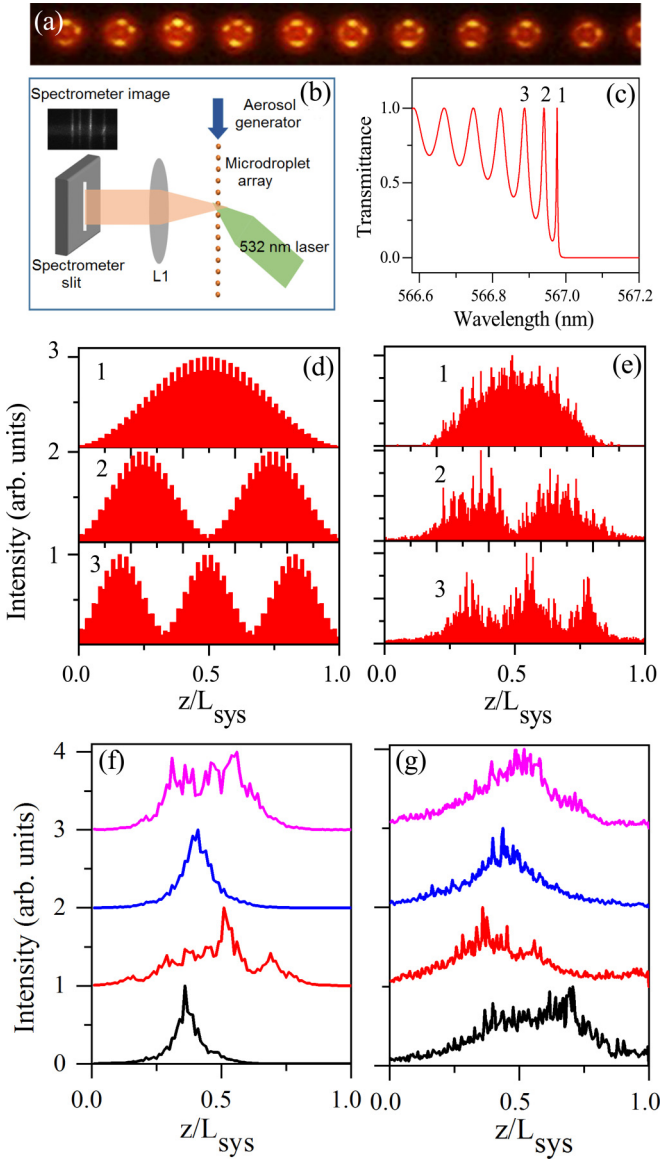 (a)
Spectrometer image
(b)
Aerosol
generator
Microdroplet
array
532 nm laser
Spectrometer
slit
L1
(c)
3 2 1
1.0
0.5
0.0
Transmittance
566.6 566.8 567.0 567.2
Wavelength (nm)
(d)
3
2
1
1
2
3
Intensity (arb. units)
0.0 0.5 1.0
z/Lsys
(e)
1
2
3
0.0 0.5 1.0
z/Lsys
(f)
4
3
2
1
0
Intensity (arb. units)
0.0 0.5 1.0
z/Lsys
(g)
0.0 0.5 1.0
z/Lsys